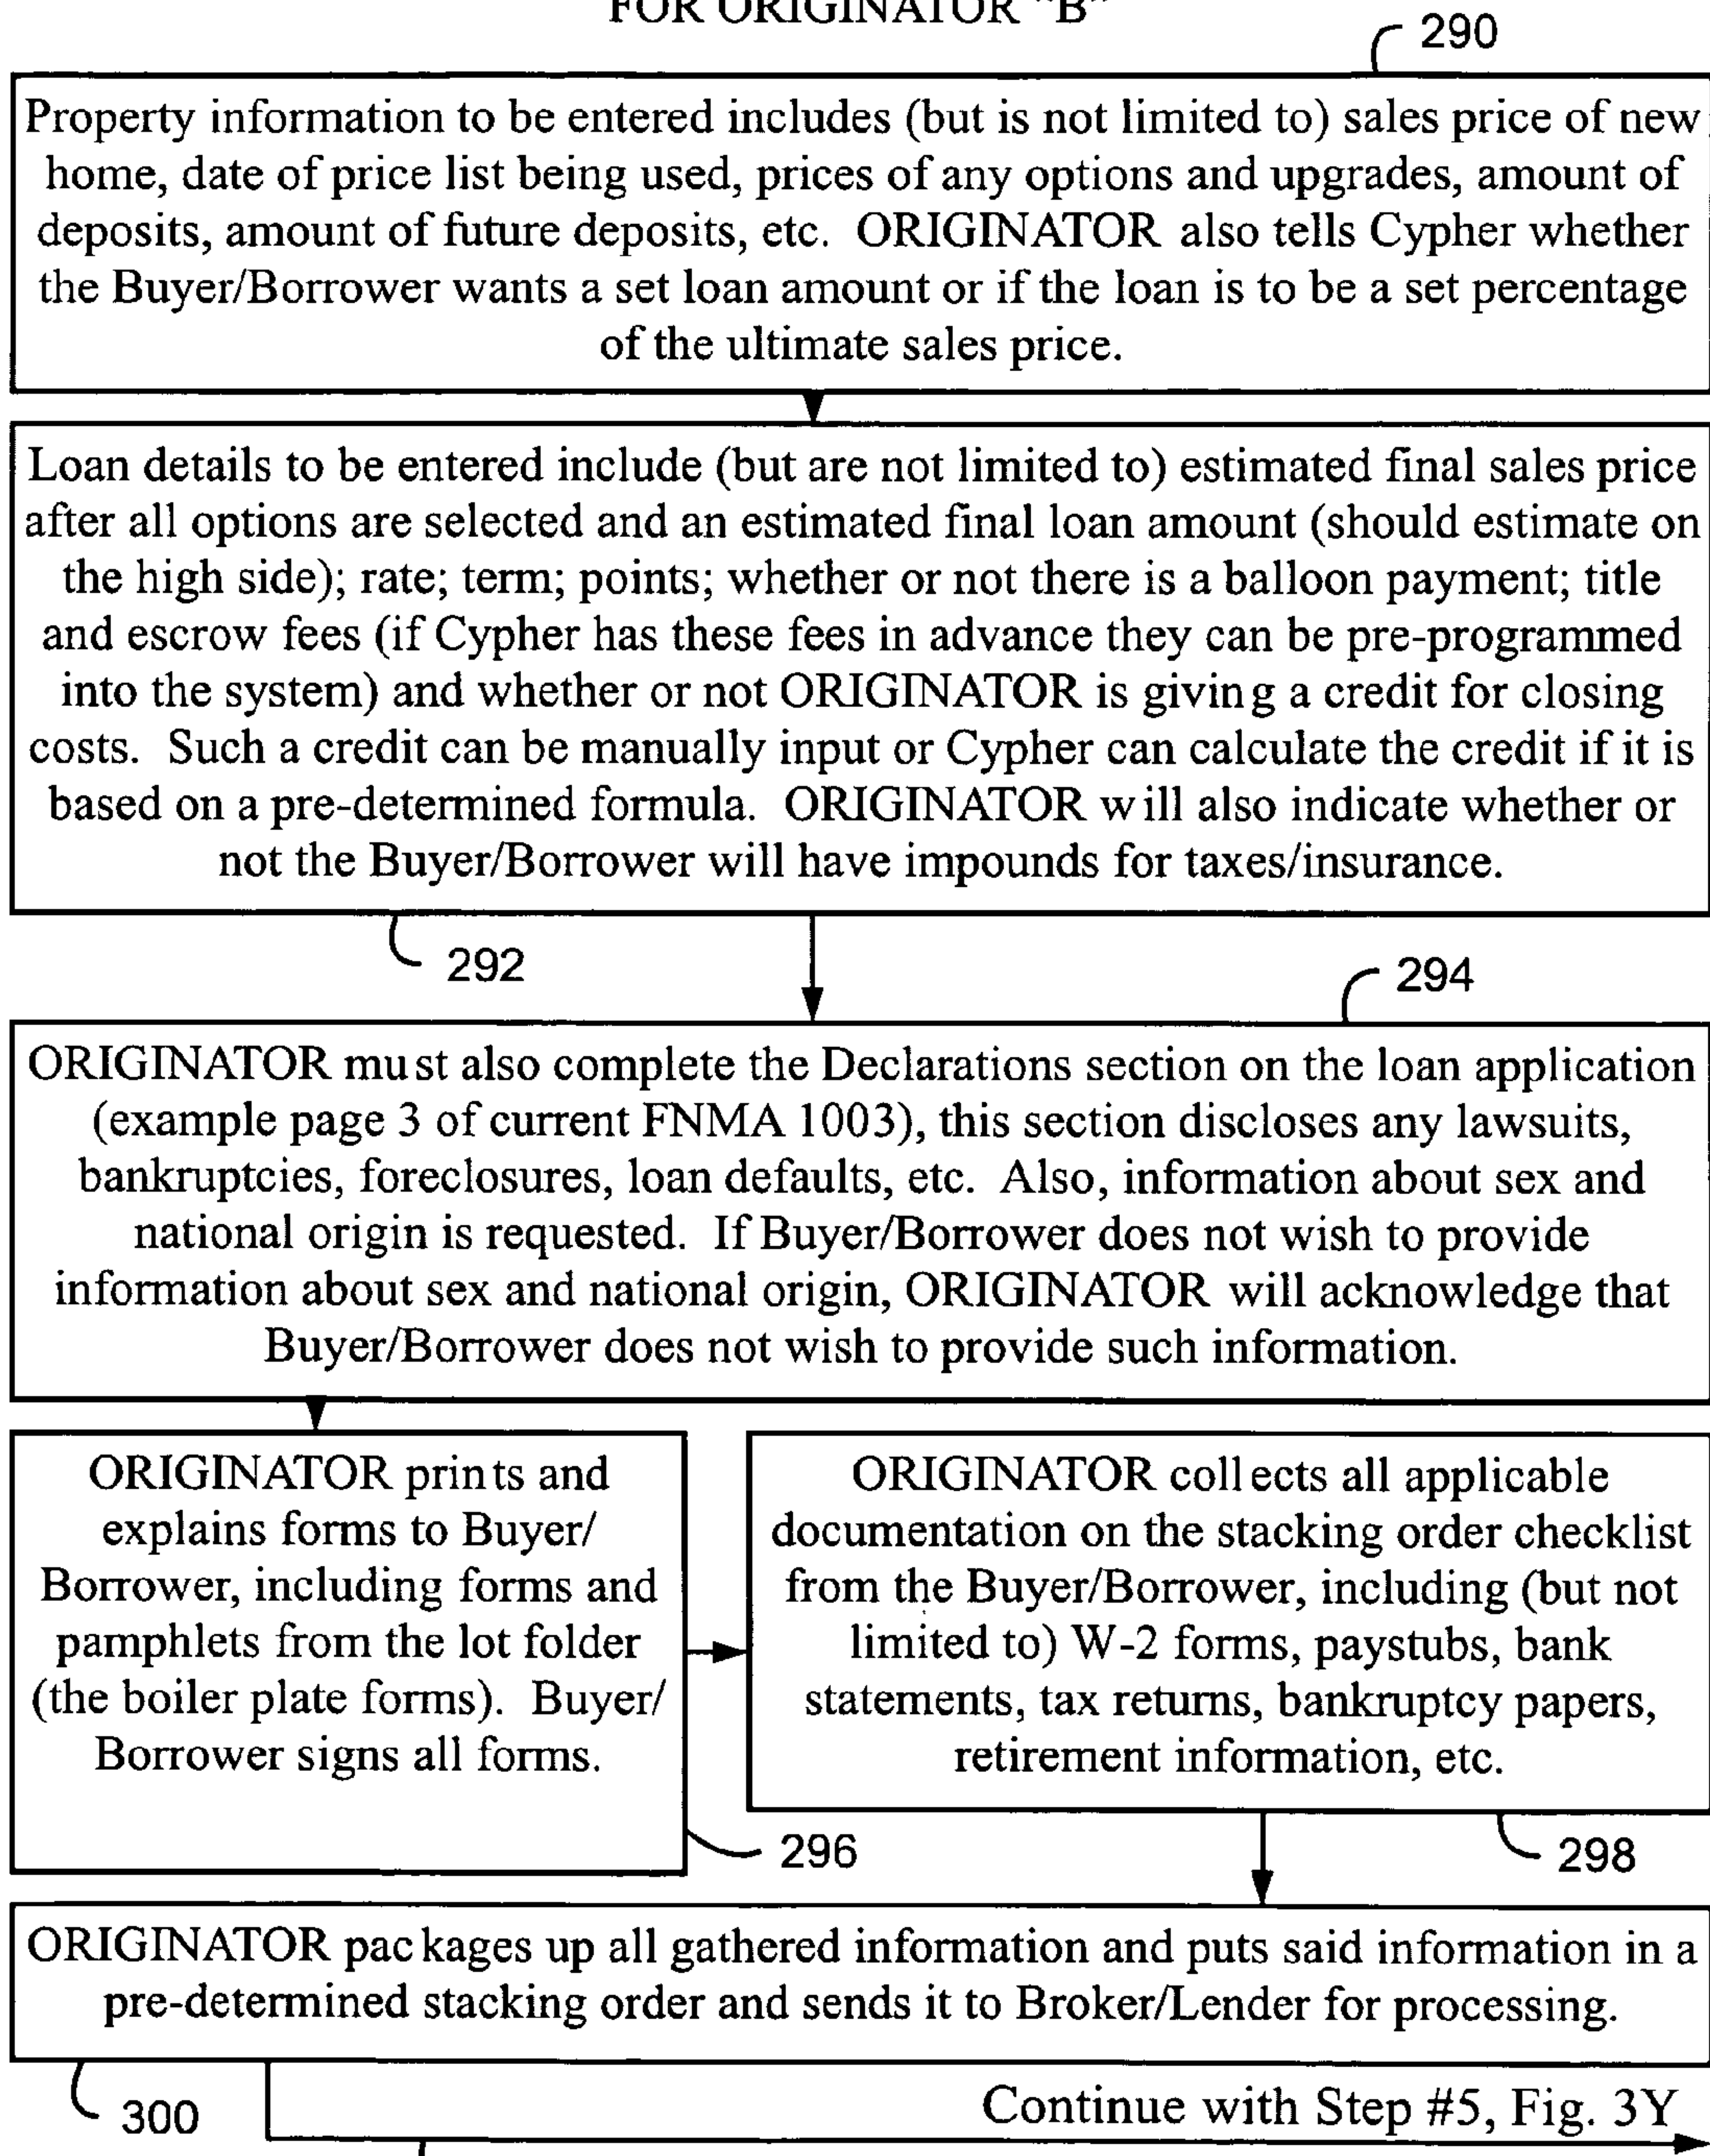 FOR ORIGINATOR "B"
290
Property information to be entered includes (but is not limited to) sales price of new
home, date of price list being used, prices of any options and upgrades, amount of
deposits, amount of future deposits, etc. ORIGINATOR also tells Cypher whether
the Buyer/Borrower wants a set loan amount or if the loan is to be a set percentage
of the ultimate sales price.
Loan details to be entered include (but are not limited to) estimated final sales price
after all options are selected and an estimated final loan amount (should estimate on
the high side); rate; term; points; whether or not there is a balloon payment; title
and escrow fees (if Cypher has these fees in advance they can be pre-programmed
into the system) and whether or not ORIGINATOR is giving a credit for closing
costs. Such a credit can be manually input or Cypher can calculate the credit if it is
based on a pre-determined formula. ORIGINATOR will also indicate whether or
not the Buyer/Borrower will have impounds for taxes/insurance.
292
294
ORIGINATOR must also complete the Declarations section on the loan application
(example page 3 of current FNMA 1003), this section discloses any lawsuits,
bankruptcies, foreclosures, loan defaults, etc. Also, information about sex and
national origin is requested. If Buyer/Borrower does not wish to provide
information about sex and national origin, ORIGINATOR will acknowledge that
Buyer/Borrower does not wish to provide such information.
ORIGINATOR prints and
explains forms to Buyer/
Borrower, including forms and
pamphlets from the lot folder
(the boiler plate forms). Buyer/
Borrower signs all forms.
296
ORIGINATOR collects all applicable
documentation on the stacking order checklist
from the Buyer/Borrower, including (but not
limited to) W-2 forms, paystubs, bank
statements, tax returns, bankruptcy papers,
retirement information, etc.
298
ORIGINATOR packages up all gathered information and puts said information in a
pre-determined stacking order and sends it to Broker/Lender for processing.
300
Continue with Step #5, Fig. 3Y